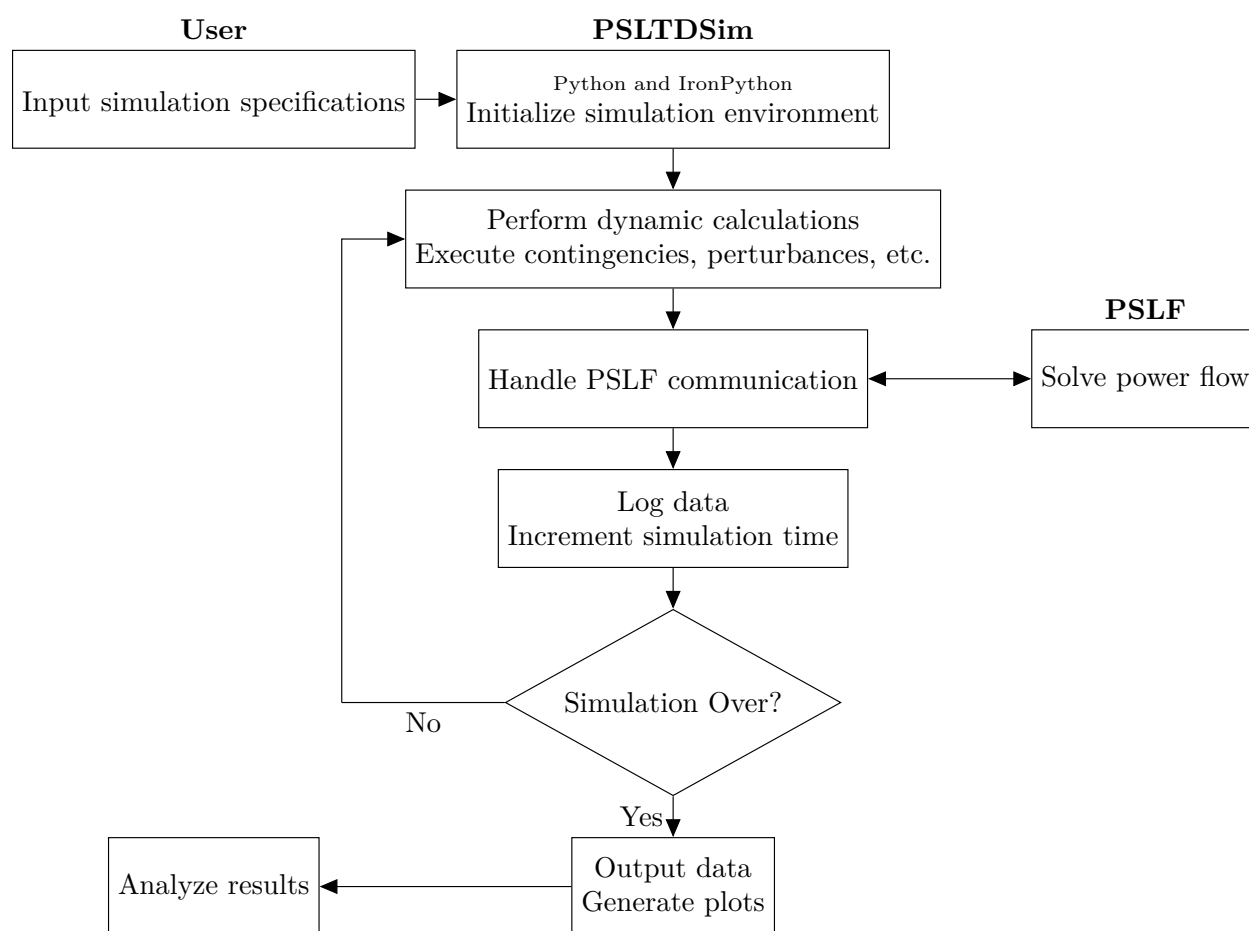 User
PSLTDSim
Input simulation specifications
Python and IronPython
Initialize simulation environment
Perform dynamic calculations
Execute contingencies, perturbances, etc.
PSLF
Handle PSLF communication
Solve power flow
Log data
Increment simulation time
Simulation Over?
No
Yes
Analyze results
Output data
Generate plots